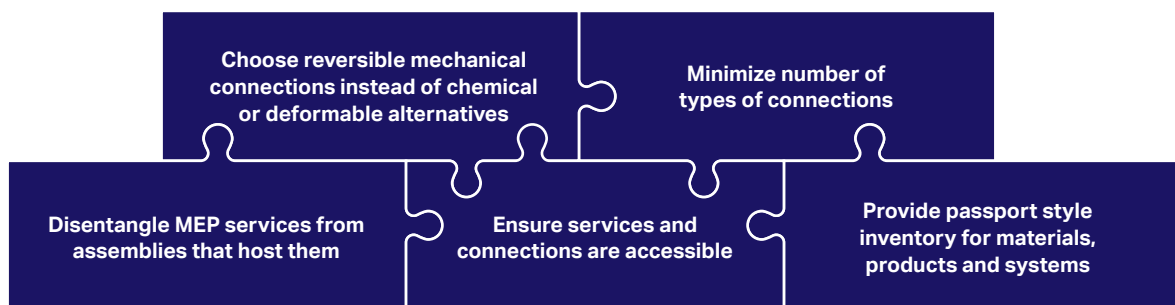 Choose reversible mechanical
connections instead of chemical
or deformable alternatives
Minimize number of
types of connections
Disentangle MEP services from
assemblies that host them
Ensure services and
connections are accessible
Provide passport style
inventory for materials,
products and systems